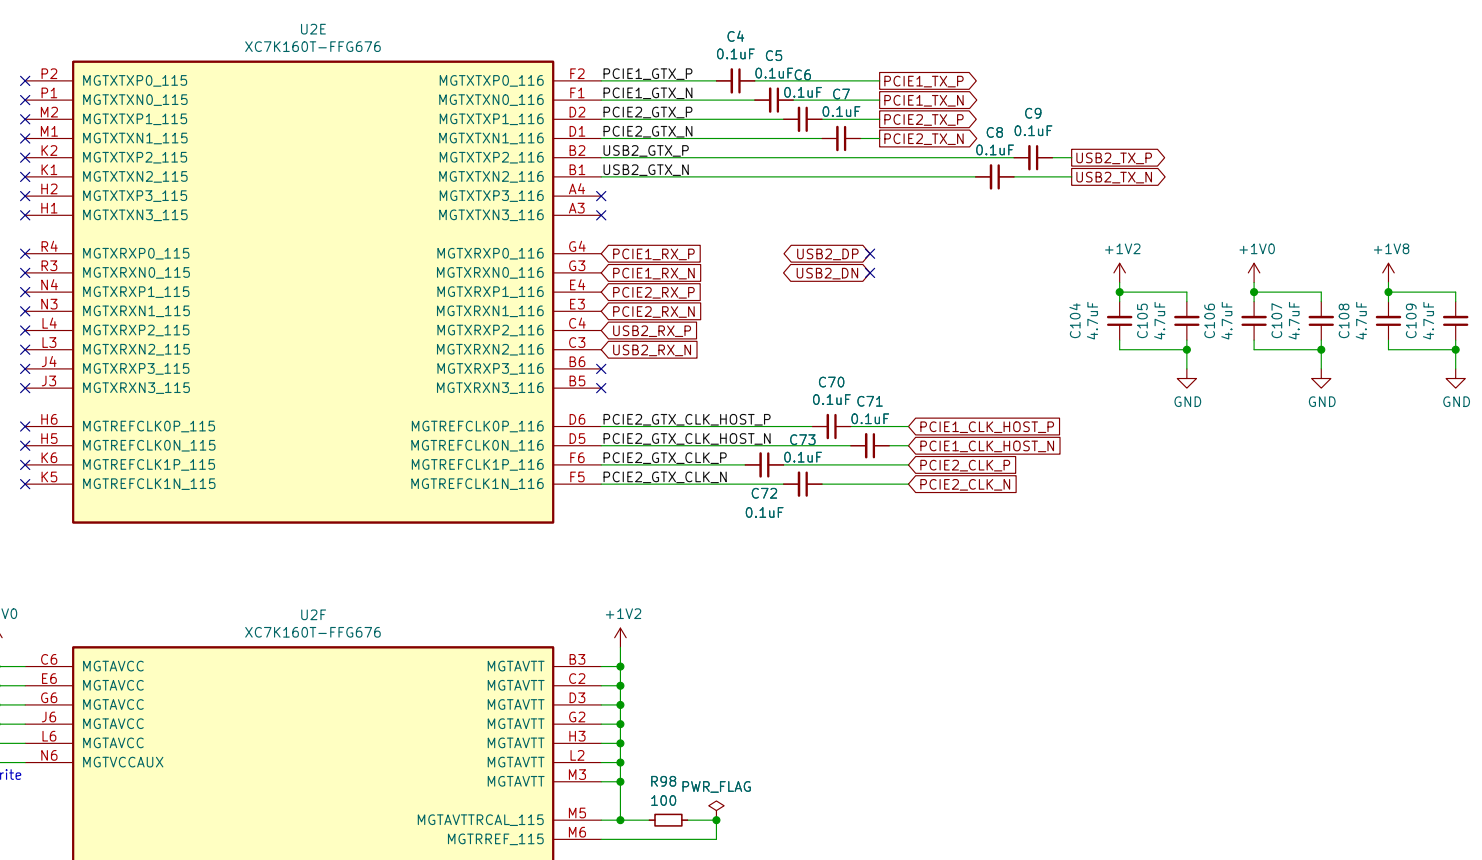 U2E
XC7K160T-FFG676
P2 MGTXTXP0_115 MGTXTXP0_116 F2 PCIE1_GTX_P C4 0.1uF PCIE1_TX_P
P1 MGTXTXN0_115 MGTXTXN0_116 F1 PCIE1_GTX_N C5 0.1uF PCIE1_TX_N
M2 MGTXTXP1_115 MGTXTXP1_116 D2 PCIE2_GTX_P C6 0.1uF PCIE2_TX_P
M1 MGTXTXN1_115 MGTXTXN1_116 D1 PCIE2_GTX_N C7 0.1uF PCIE2_TX_N
K2 MGTXTXP2_115 MGTXTXP2_116 B2 USB2_GTX_P C9 0.1uF USB2_TX_P
K1 MGTXTXN2_115 MGTXTXN2_116 B1 USB2_GTX_N C8 0.1uF USB2_TX_N
H2 MGTXTXP3_115 MGTXTXP3_116 A4
H1 MGTXTXN3_115 MGTXTXN3_116 A3
R4 MGTXRXP0_115 MGTXRXP0_116 G4 PCIE1_RX_P USB2_DP
R3 MGTXRXN0_115 MGTXRXN0_116 G3 PCIE1_RX_N USB2_DN
N4 MGTXRXP1_115 MGTXRXP1_116 E4 PCIE2_RX_P
N3 MGTXRXN1_115 MGTXRXN1_116 E3 PCIE2_RX_N
L4 MGTXRXP2_115 MGTXRXP2_116 C4 USB2_RX_P
L3 MGTXRXN2_115 MGTXRXN2_116 C3 USB2_RX_N
J4 MGTXRXP3_115 MGTXRXP3_116 B6
J3 MGTXRXN3_115 MGTXRXN3_116 B5
H6 MGTREFCLK0P_115 MGTREFCLK0P_116 D6 PCIE2_GTX_CLK_HOST_P C70 0.1uF PCIE1_CLK_HOST_P
H5 MGTREFCLK0N_115 MGTREFCLK0N_116 D5 PCIE2_GTX_CLK_HOST_N C71 0.1uF PCIE1_CLK_HOST_N
K6 MGTREFCLK1P_115 MGTREFCLK1P_116 F6 PCIE2_GTX_CLK_P C73 0.1uF PCIE2_CLK_P
K5 MGTREFCLK1N_115 MGTREFCLK1N_116 F5 PCIE2_GTX_CLK_N C72 0.1uF PCIE2_CLK_N
+1V2 +1V0 +1V8
C104 4.7uF
C105 4.7uF
C106 4.7uF
C107 4.7uF
C108 4.7uF
C109 4.7uF
GND GND GND
V0
U2F
XC7K160T-FFG676
+1V2
C6 MGTAVCC MGTAVTT B3
E6 MGTAVCC MGTAVTT C2
G6 MGTAVCC MGTAVTT D3
J6 MGTAVCC MGTAVTT G2
L6 MGTAVCC MGTAVTT H3
N6 MGTVCCAUX MGTAVTT L2
rite
MGTAVTT M3
R98 PWR_FLAG
100
MGTAVTTRCAL_115 M5
MGTRREF_115 M6